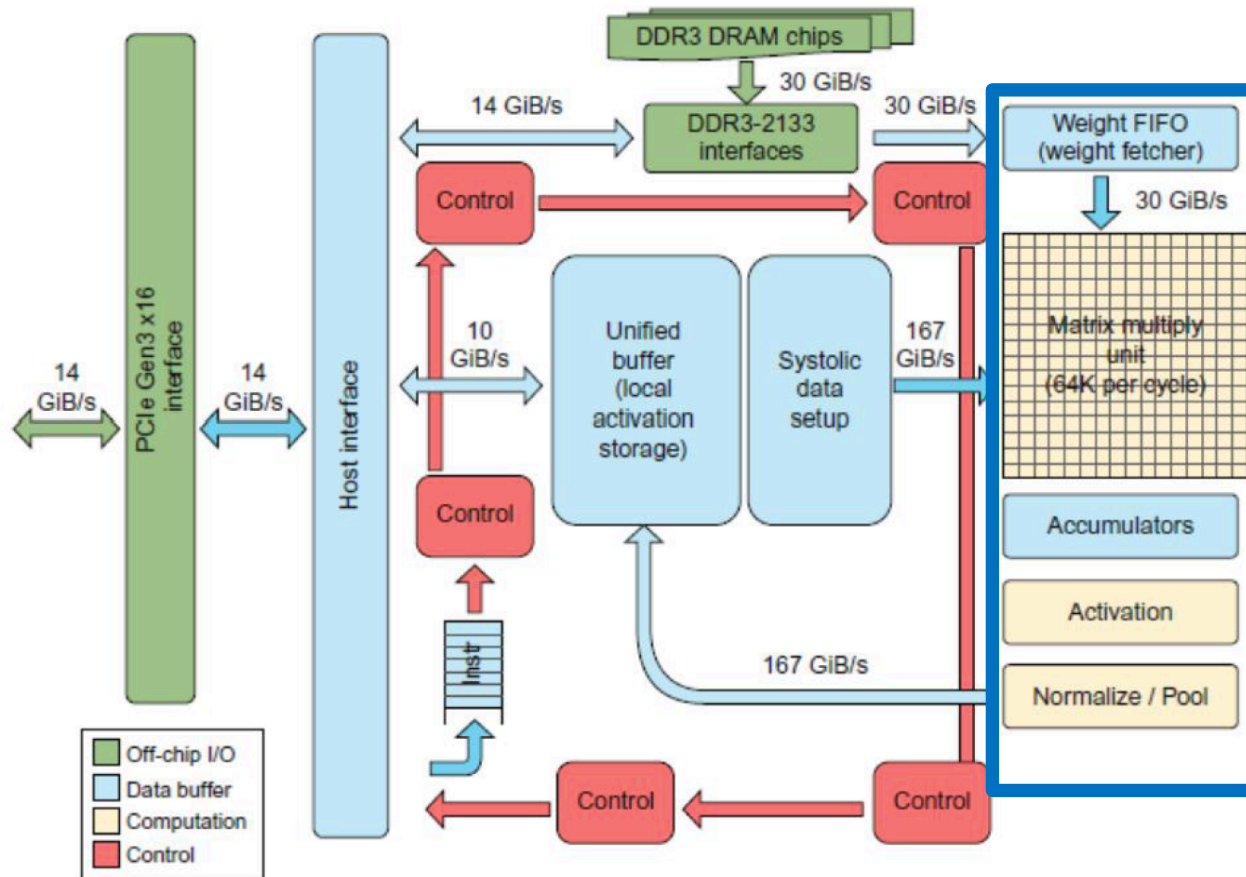 DDR3 DRAM chips
30 GiB/s
14 GiB/s
DDR3-2133
interfaces
30 GiB/s
Weight FIFO
(weight fetcher)
30 GiB/s
Control
Control
PCIe Gen3 x16
interface
Host interface
14
GiB/s
14
GiB/s
10
GiB/s
Unified
buffer
(local
activation
storage)
Systolic
data
setup
167
GiB/s
Matrix multiply
unit
(64K per cycle)
Control
Accumulators
Activation
Normalize / Pool
Instr
167 GiB/s
Control
Control
Off-chip I/O
Data buffer
Computation
Control